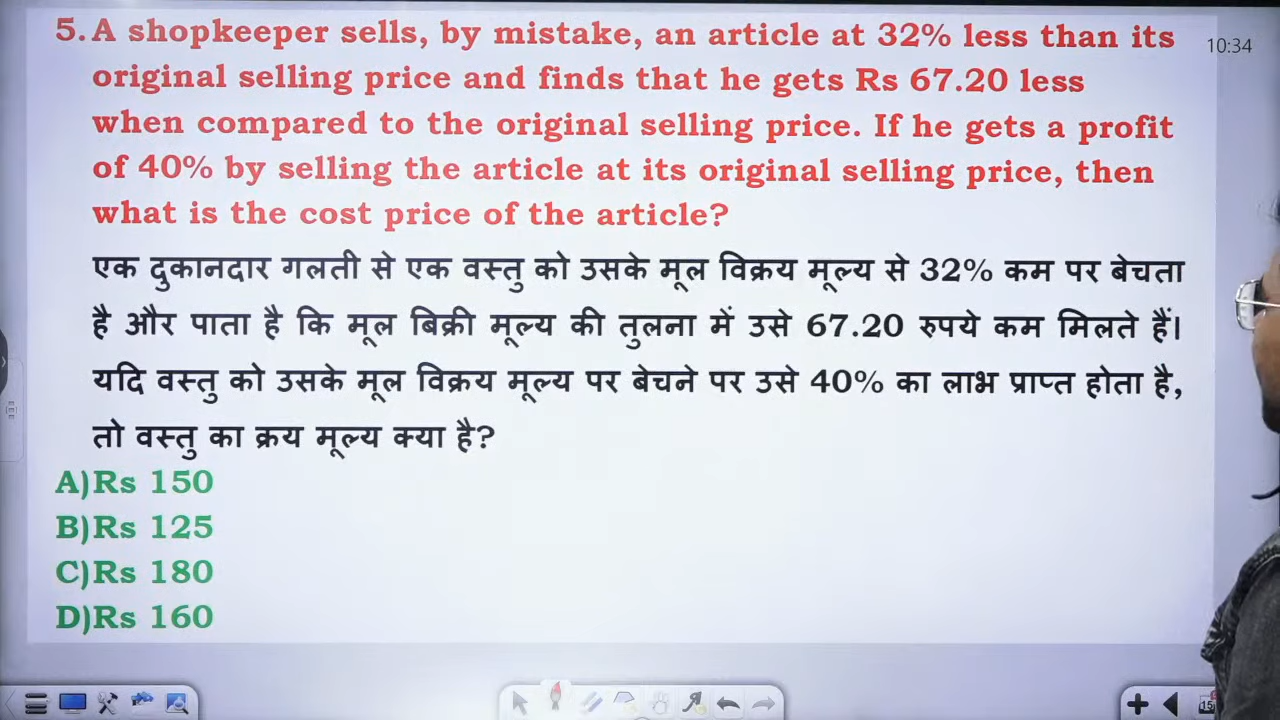 5. A shopkeeper sells, by mistake, an article at 32% less than its
10:34
original selling price and finds that he gets Rs 67.20 less
when compared to the original selling price. If he gets a profit
of 40% by selling the article at its original selling price, then
what is the cost price of the article?
एक दुकानदार गलती से एक वस्तु को उसके मूल विक्रय मूल्य से 32% कम पर बेचता
है और पाता है कि मूल बिक्री मूल्य की तुलना में उसे 67.20 रुपये कम मिलते हैं|
यदि वस्तु को उसके मूल विक्रय मूल्य पर बेचने पर उसे 40% का लाभ प्राप्त होता है,
तो वस्तु का क्रय मूल्य क्या है?
A)Rs 150
B)Rs 125
C)Rs 180
D)Rs 160
15